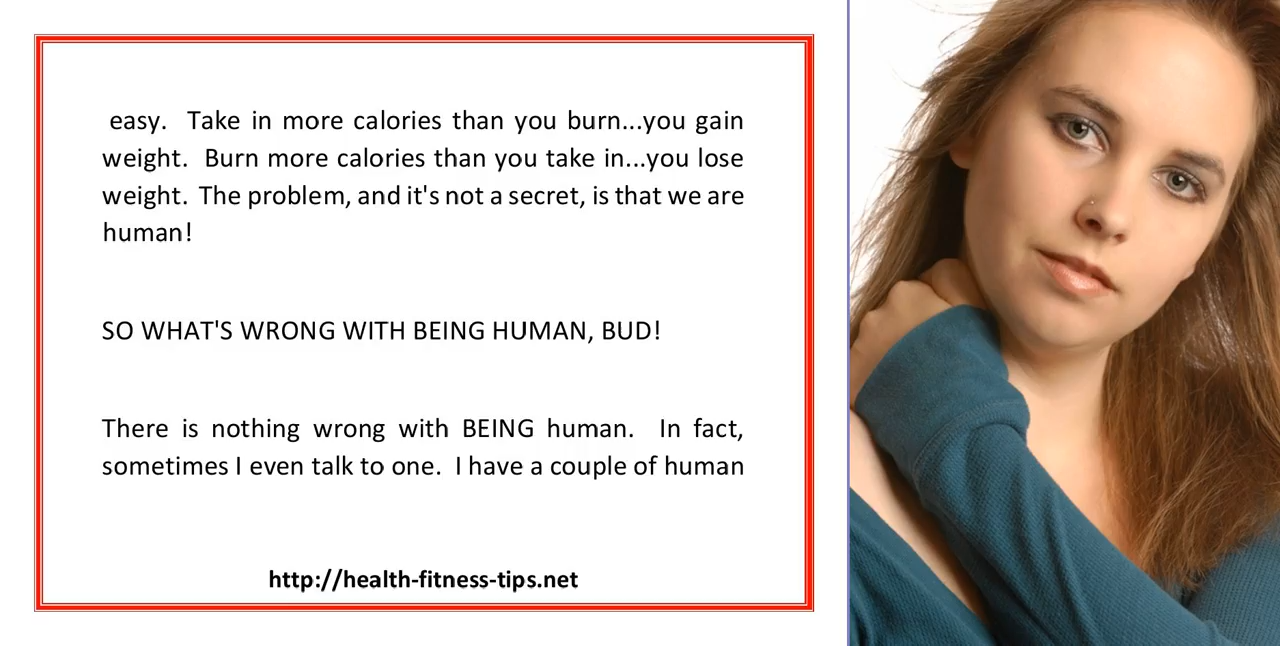 easy. Take in more calories than you burn...you gain
weight. Burn more calories than you take in...you lose
weight. The problem, and it's not a secret, is that we are
human!
SO WHAT'S WRONG WITH BEING HUMAN, BUD!
There is nothing wrong with BEING human. In fact,
sometimes I even talk to one. I have a couple of human
http://health-fitness-tips.net